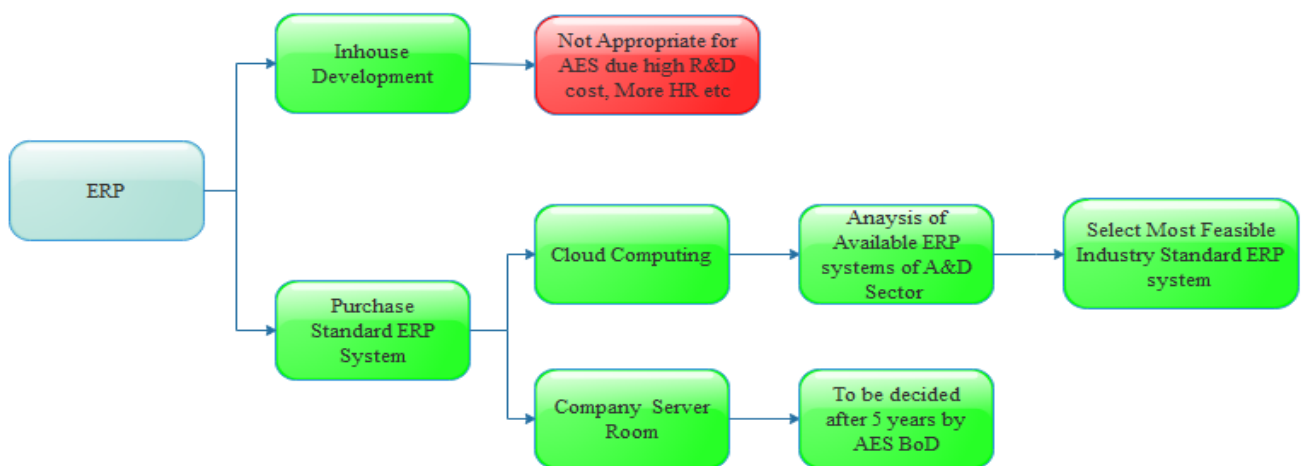 Inhouse
Development
Not Appropriate for
AES due high R&D
cost, More HR etc
ERP
Purchase
Standard ERP
System
Cloud Computing
Anaysis of
Available ERP
systems of A&D
Sector
Select Most Feasible
Industry Standard ERP
system
Company Server
Room
To be decided
after 5 years by
AES BoD